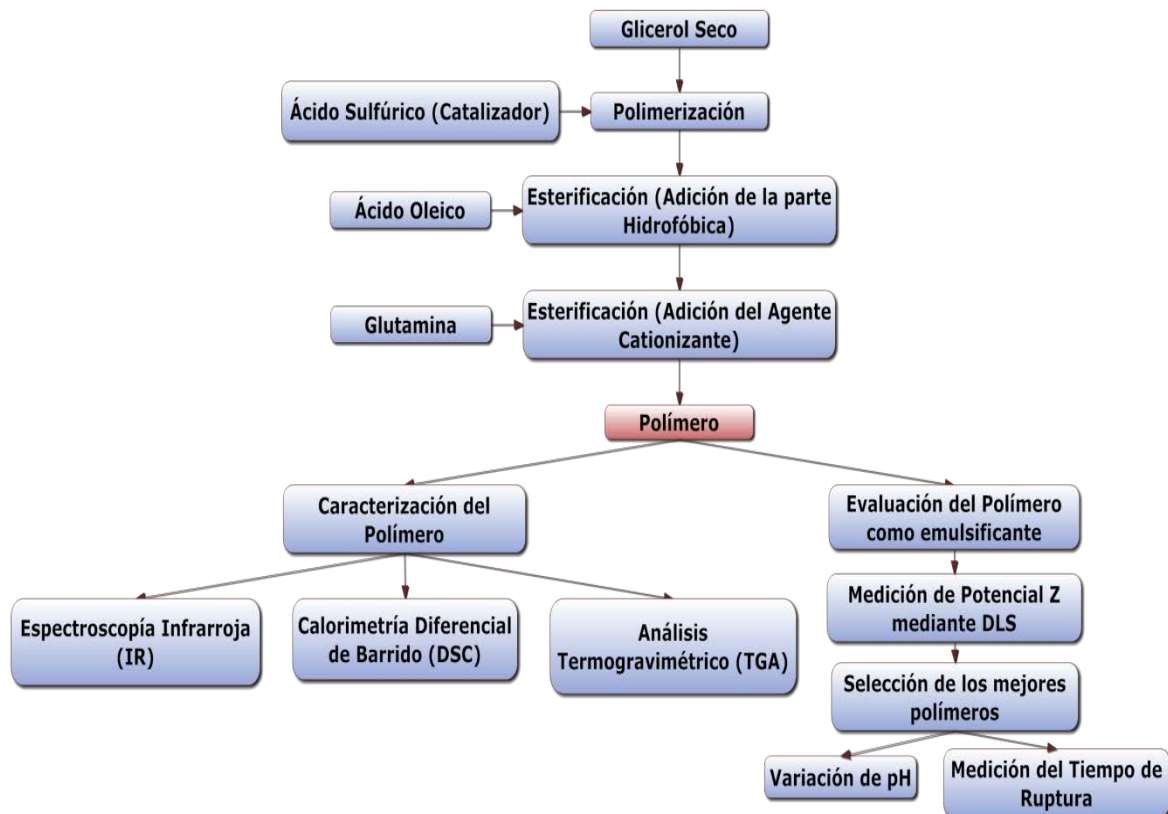 Glicerol Seco
Ácido Sulfúrico (Catalizador)
Polimerización
Ácido Oleico
Esterificación (Adición de la parte
Hidrofóbica)
Glutamina
Esterificación (Adición del Agente
Cationizante)
Polímero
Caracterización del
Polímero
Evaluación del Polímero
como emulsificante
Espectroscopía Infrarroja
(IR)
Calorimetría Diferencial
de Barrido (DSC)
Análisis
Termogravimétrico (TGA)
Medición de Potencial Z
mediante DLS
Selección de los mejores
polímeros
Variación de pH
Medición del Tiempo de
Ruptura